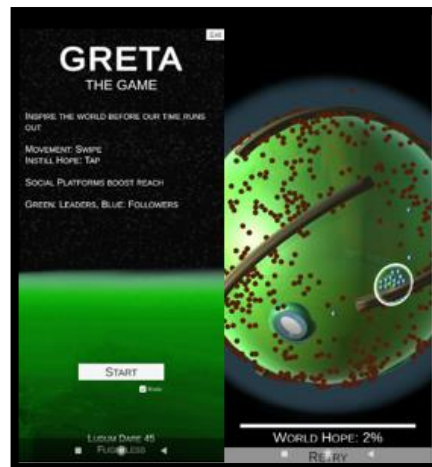 Exit
GRETA
THE GAME
INSPIRE THE WORLD BEFORE OUR TIME RUNS
OUT
MOVEMENT: SWIPE
INSTILL HOPE: TAP
SOCIAL PLATFORMS BOOST REACH
GREEN: LEADERS, BLUE: FOLLOWERS
START
LUDUM DARE 45
WORLD HOPE: 2%
RETRY